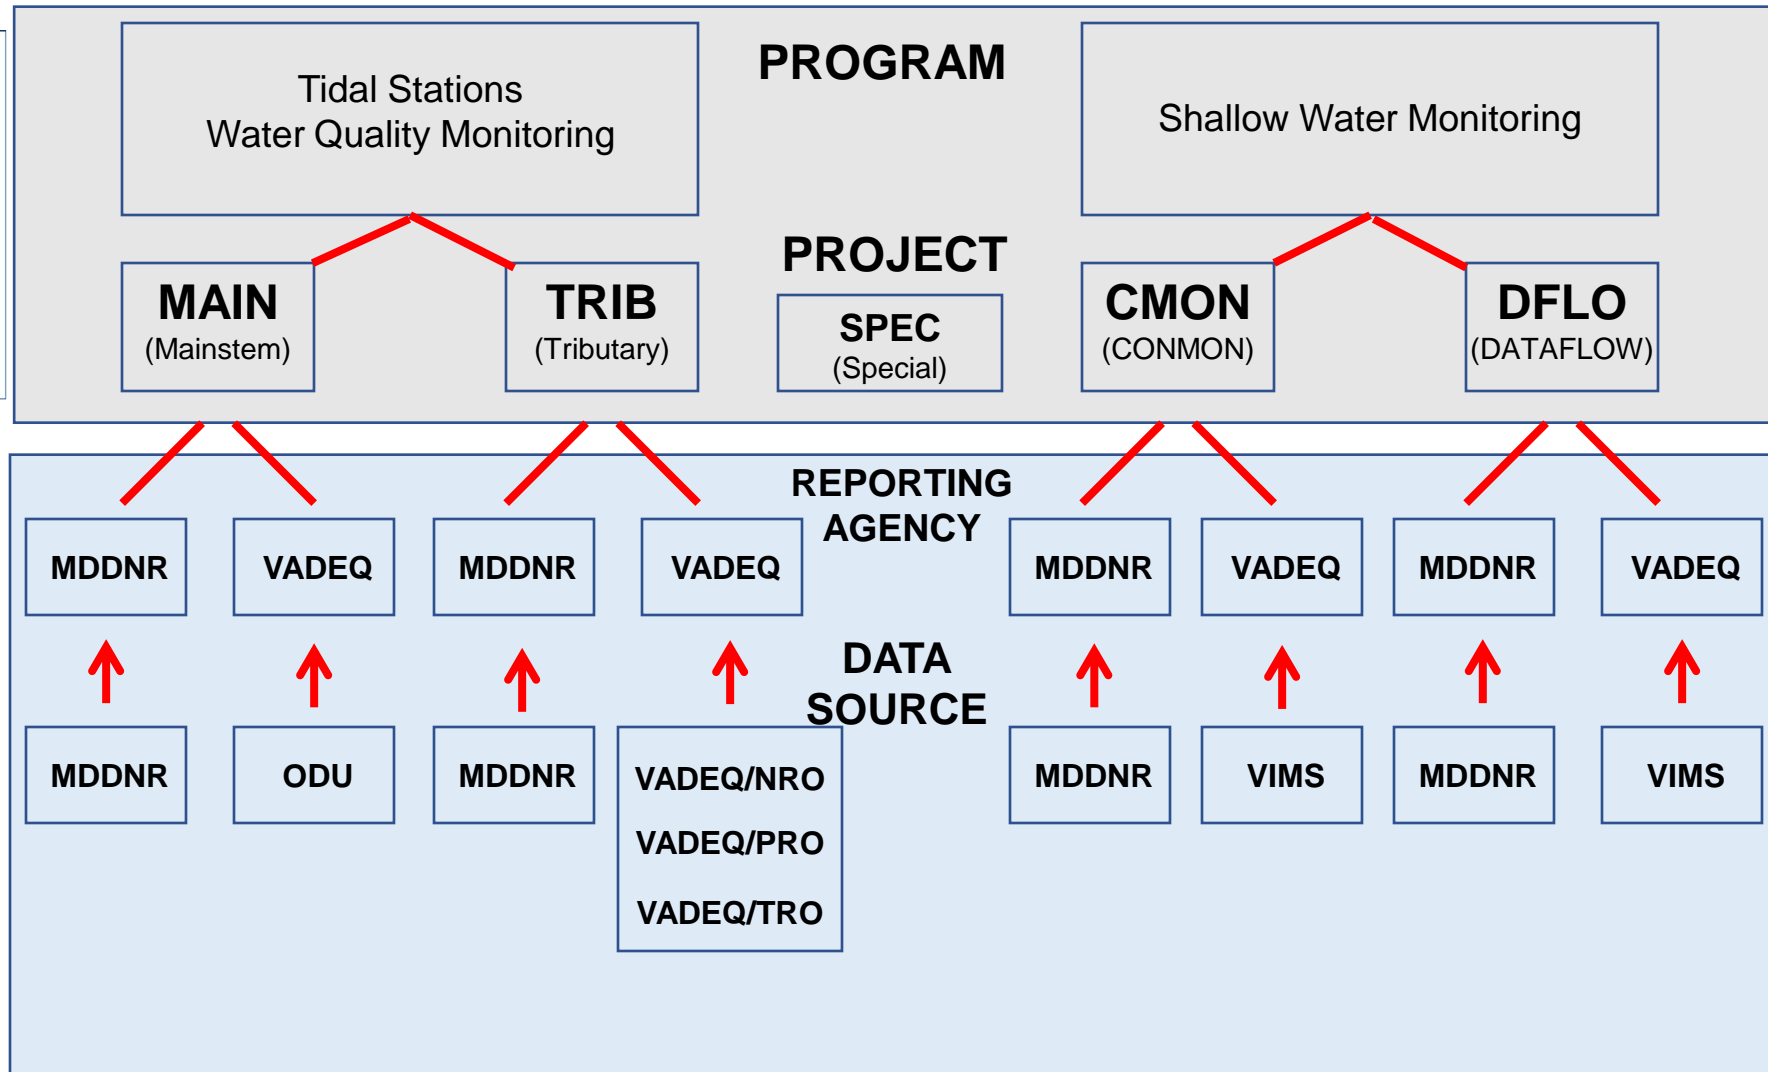 PROGRAM
Tidal Stations
Water Quality Monitoring
Shallow Water Monitoring
PROJECT
MAIN
(Mainstem)
TRIB
(Tributary)
SPEC
(Special)
CMON
(CONMON)
DFLO
(DATAFLOW)
REPORTING
AGENCY
MDDNR
VADEQ
MDDNR
VADEQ
MDDNR
VADEQ
MDDNR
VADEQ
DATA
SOURCE
MDDNR
ODU
MDDNR
VADEQ/NRO
VADEQ/PRO
VADEQ/TRO
MDDNR
VIMS
MDDNR
VIMS